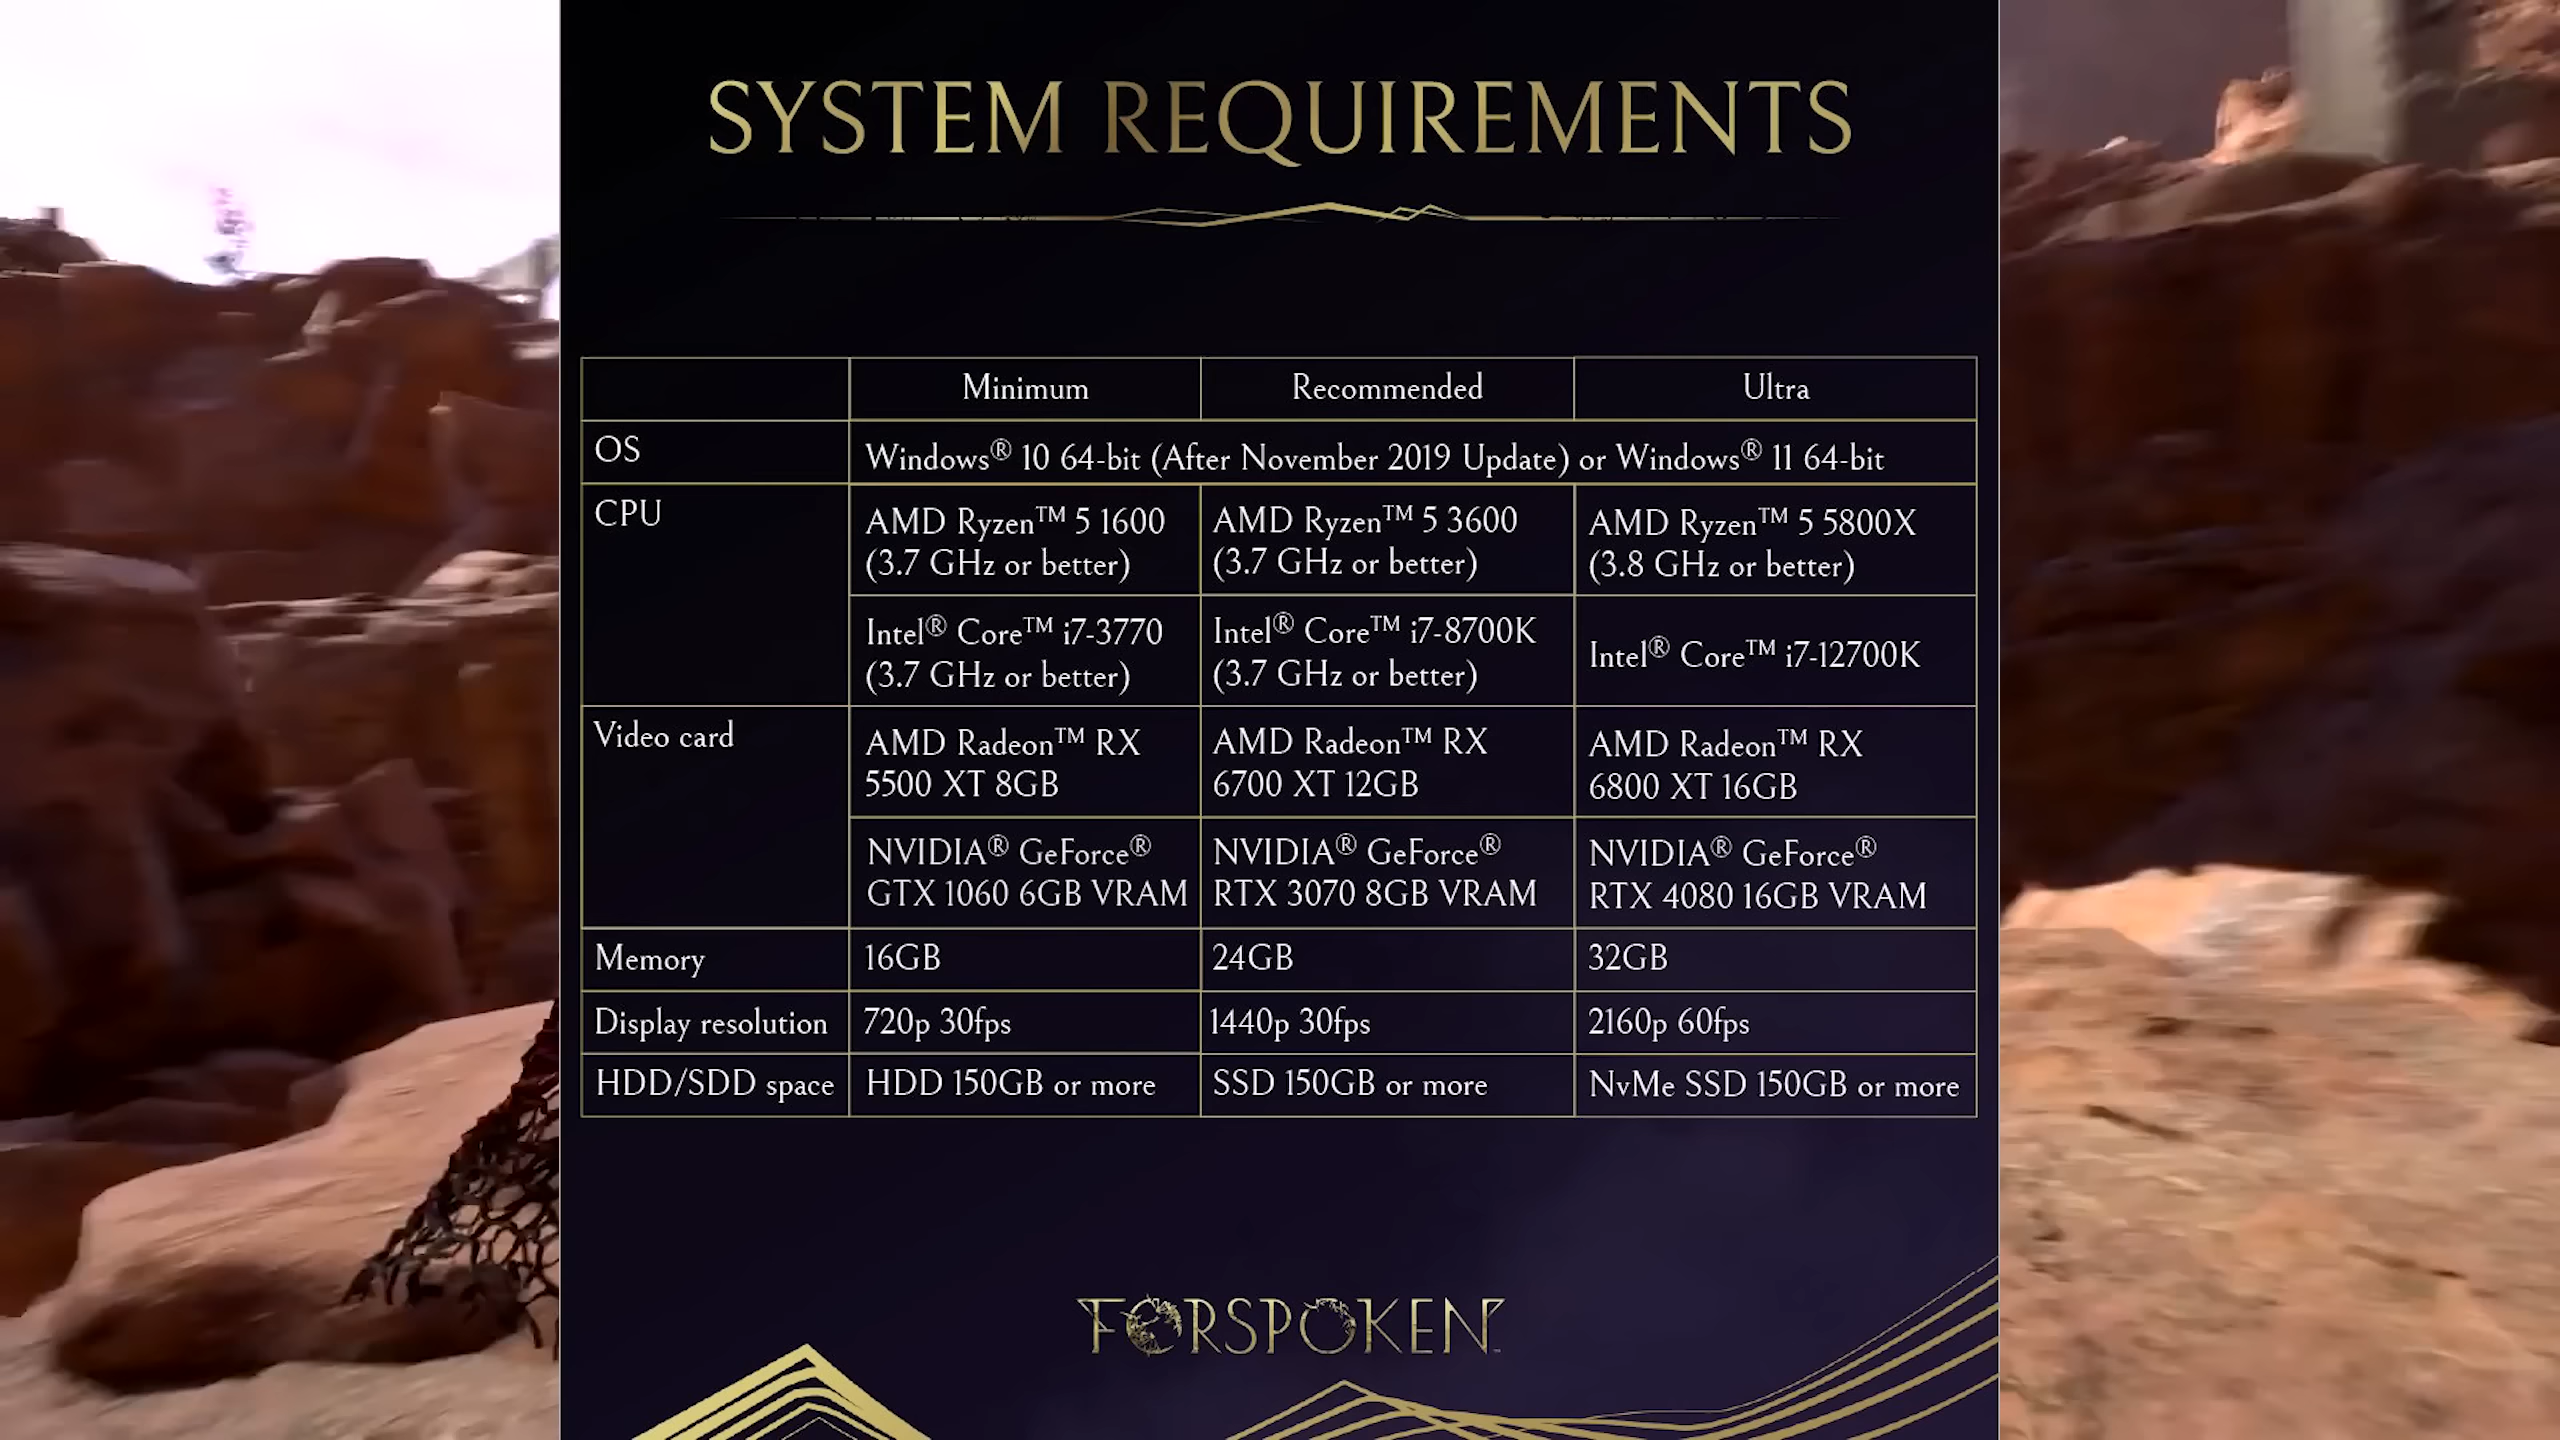 SYSTEM REQUIREMENTS
Minimum Recommended Ultra
OS Windows® 10 64-bit (After November 2019 Update) or Windows® 11 64-bit
CPU
AMD Ryzen™ 5 1600
(3.7 GHz or better)
AMD Ryzen™ 5 3600
(3.7 GHz or better)
AMD Ryzen™ 5 5800X
(3.8 GHz or better)
Intel® Core™ i7-3770
(3.7 GHz or better)
Intel® Core™ i7-8700K
(3.7 GHz or better)
Intel® Core™ i7-12700K
Video card
AMD Radeon™ RX
5500 XT 8GB
AMD Radeon™ RX
6700 XT 12GB
AMD Radeon™ RX
6800 XT 16GB
NVIDIA® GeForce®
GTX 1060 6GB VRAM
NVIDIA® GeForce®
RTX 3070 8GB VRAM
NVIDIA® GeForce®
RTX 4080 16GB VRAM
Memory 16GB 24GB 32GB
Display resolution 720p 30fps 1440p 30fps 2160p 60fps
HDD/SDD space HDD 150GB or more SSD 150GB or more NvMe SSD 150GB or more
FORSPOKEN